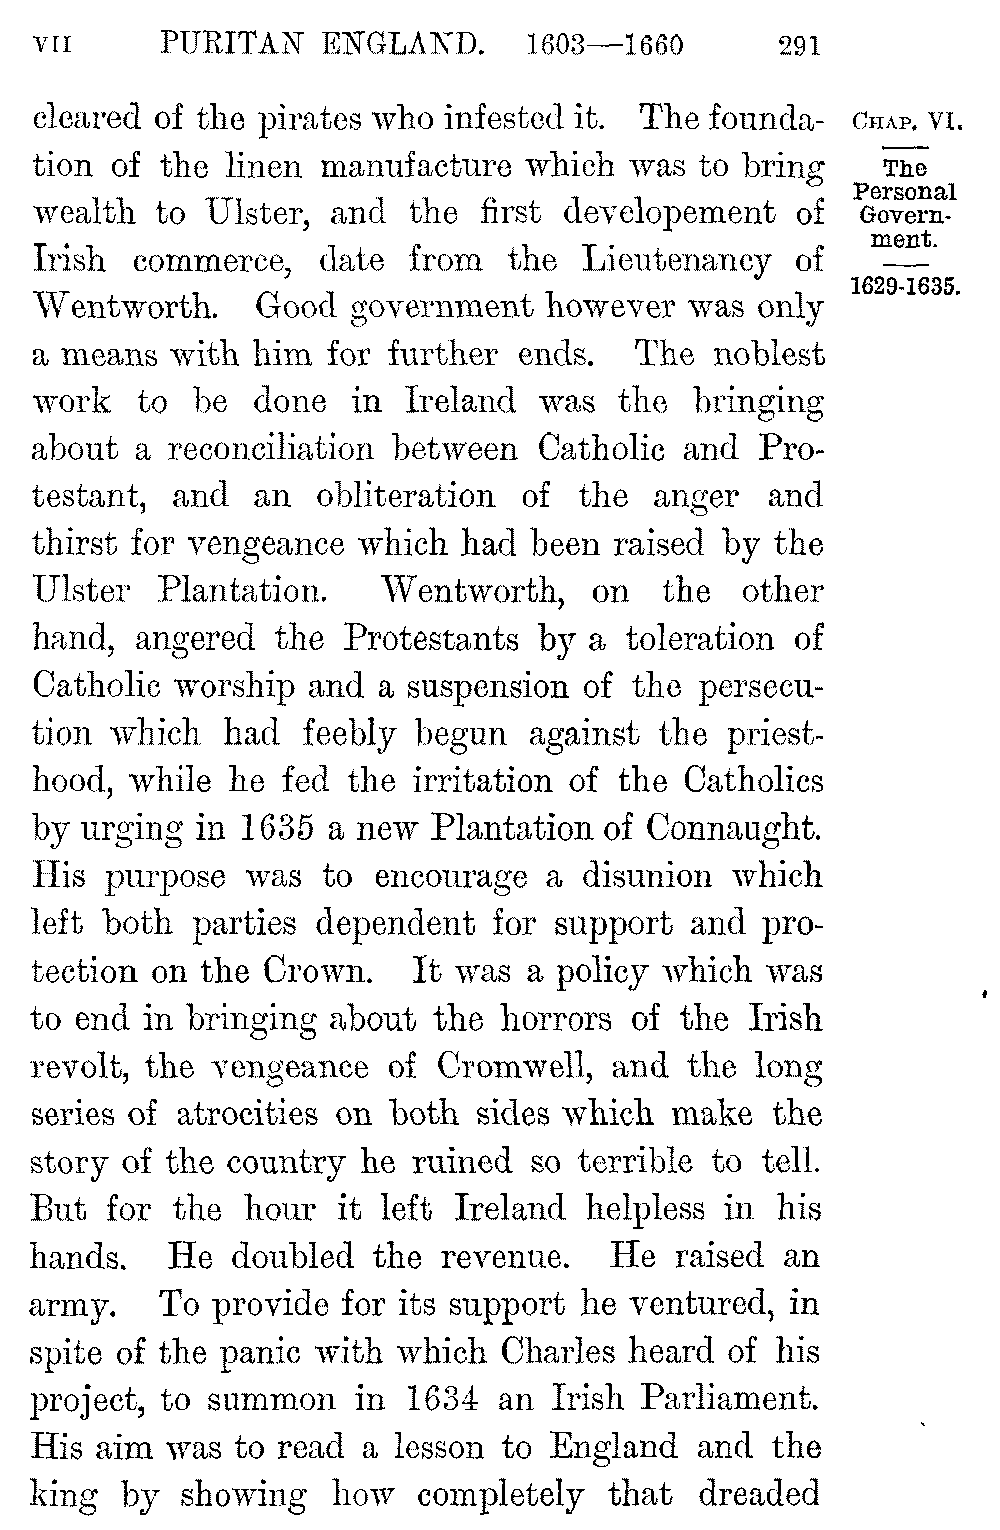 VII PURITAN ENGLAND. 1603—1660 291
cleared of the pirates who infested it. The founda-
tion of the linen manufacture which was to bring
wealth to Ulster, and the first developement of
Irish commerce, date from the Lieutenancy of
Wentworth. Good government however was only
a means with him for further ends. The noblest
work to be done in Ireland was the bringing
about a reconciliation between Catholic and Pro-
testant, and an obliteration of the anger and
thirst for vengeance which had been raised by the
Ulster Plantation. Wentworth, on the other
hand, angered the Protestants by a toleration of
Catholic worship and a suspension of the persecu-
tion which had feebly begun against the priest-
hood, while he fed the irritation of the Catholics
by urging in 1635 a new Plantation of Connaught.
His purpose was to encourage a disunion which
left both parties dependent for support and pro-
tection on the Crown. It was a policy which was
to end in bringing about the horrors of the Irish
revolt, the vengeance of Cromwell, and the long
series of atrocities on both sides which make the
story of the country he ruined so terrible to tell.
But for the hour it left Ireland helpless in his
hands. He doubled the revenue. He raised an
army. To provide for its support he ventured, in
spite of the panic with which Charles heard of his
project, to summon in 1634 an Irish Parliament.
His aim was to read a lesson to England and the
king by showing how completely that dreaded
CHAP. VI.
The
Personal
Govern-
ment.
1629-1635.